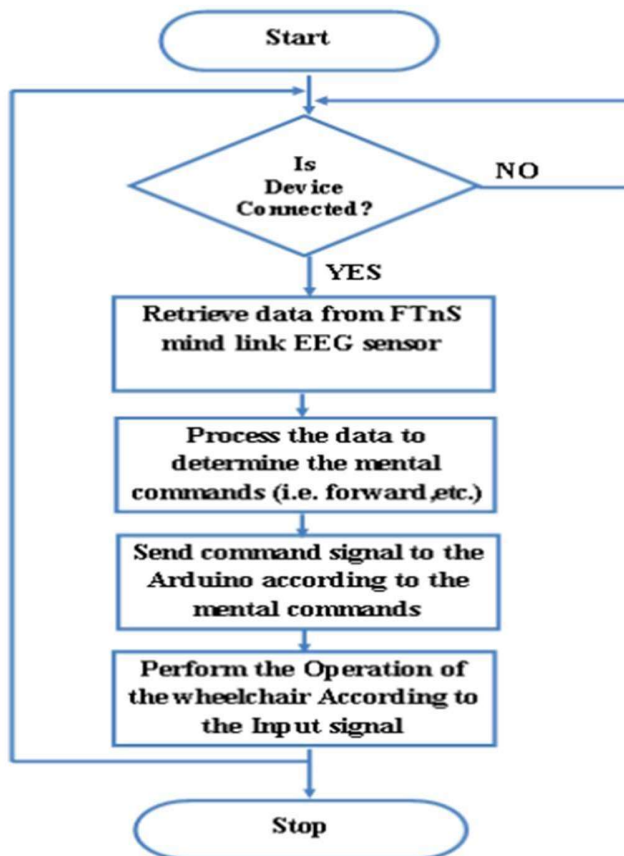 Start
Is
Device
Connected?
NO
YES
Retrieve data from FTnS
mind link EEG sensor
Process the data to
determine the mental
commands (i.e. forward,etc.)
Send command signal to the
Arduino according to the
mental commands
Perform the Operation of
the wheelchair According to
the Input signal
Stop